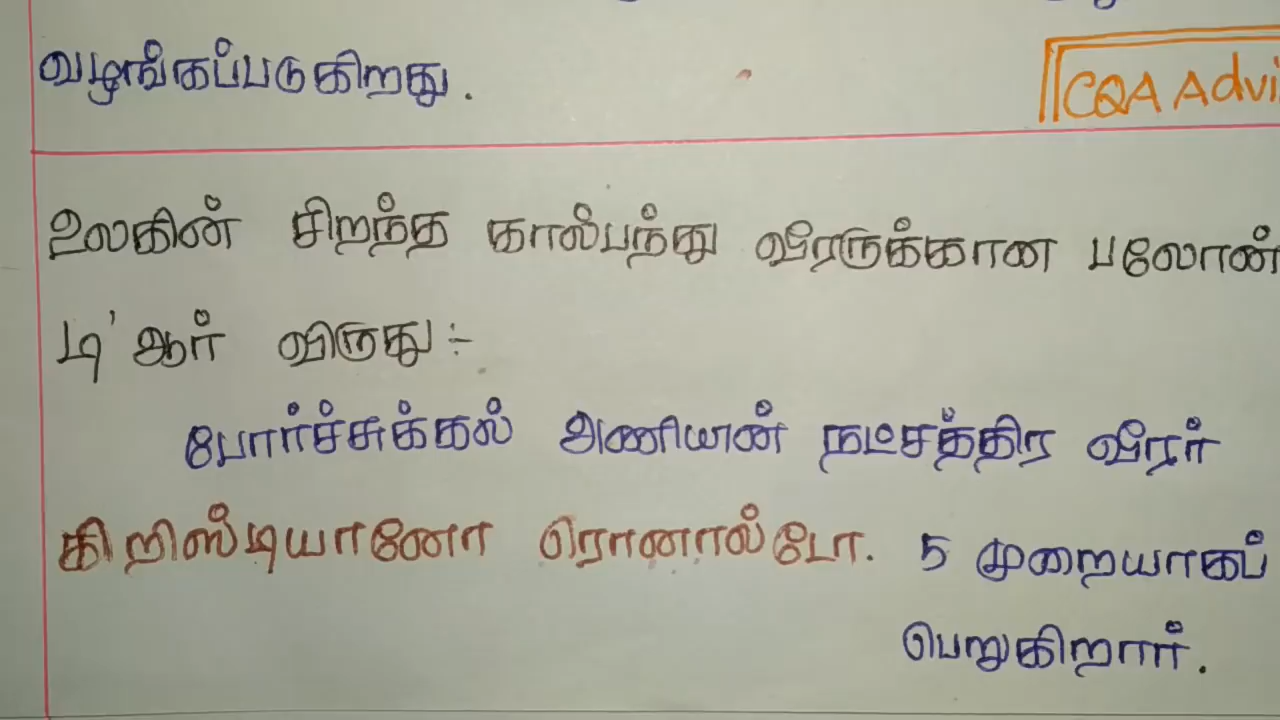 வழங்கப்படுகிறது.
CQA Advi
உலகின் சிறந்த கால்பந்து வீரருக்கான பலோன்
டி' ஆர் விருது :-
போர்ச்சுக்கல் அணியின் நட்சத்திர வீரர்
கிறிஸ்டியானோ ரொனால்டோ. 5 முறையாகப்
பெறுகிறார்.